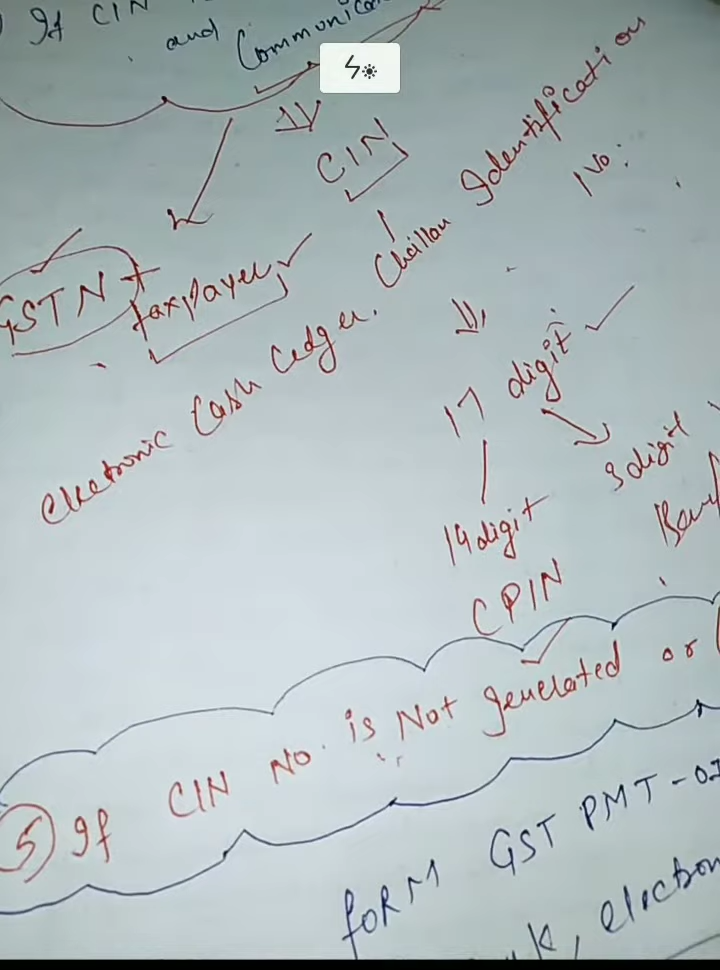 If CIN
and Communica
CIN
Challan Identification
No:
GSTN + taxpayer
electronic Cash Ledger.
17 digit
14 digit
CPIN
3 digit
5 If CIN No. is Not generated or
FORM GST PMT-07
electron